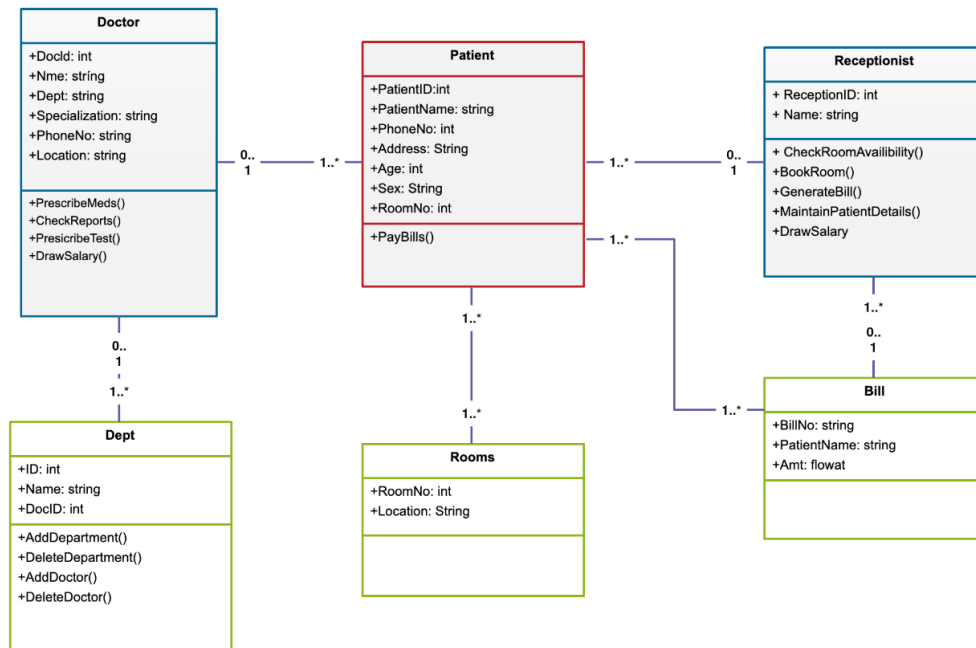 Doctor
+DocId: int
+Nme: stríng
+Dept: string
+Specialization: string
+PhoneNo: string
+Location: string
+PrescribeMeds()
+CheckReports()
+PresicribeTest()
+DrawSalary()
0..
1
1..*
Patient
+PatientID:int
+PatientName: string
+PhoneNo: int
+Address: String
+Age: int
+Sex: String
+RoomNo: int
+PayBills()
1..*
0..
1
Receptionist
+ ReceptionID: int
+ Name: string
+ CheckRoomAvailibility()
+BookRoom()
+GenerateBill()
+MaintainPatientDetails()
+DrawSalary
1..*
0..
1
1..*
Dept
+ID: int
+Name: string
+DocID: int
+AddDepartment()
+DeleteDepartment()
+AddDoctor()
+DeleteDoctor()
1..*
1..*
Rooms
+RoomNo: int
+Location: String
1..*
1..*
0..
1
Bill
+BillNo: string
+PatientName: string
+Amt: flowat